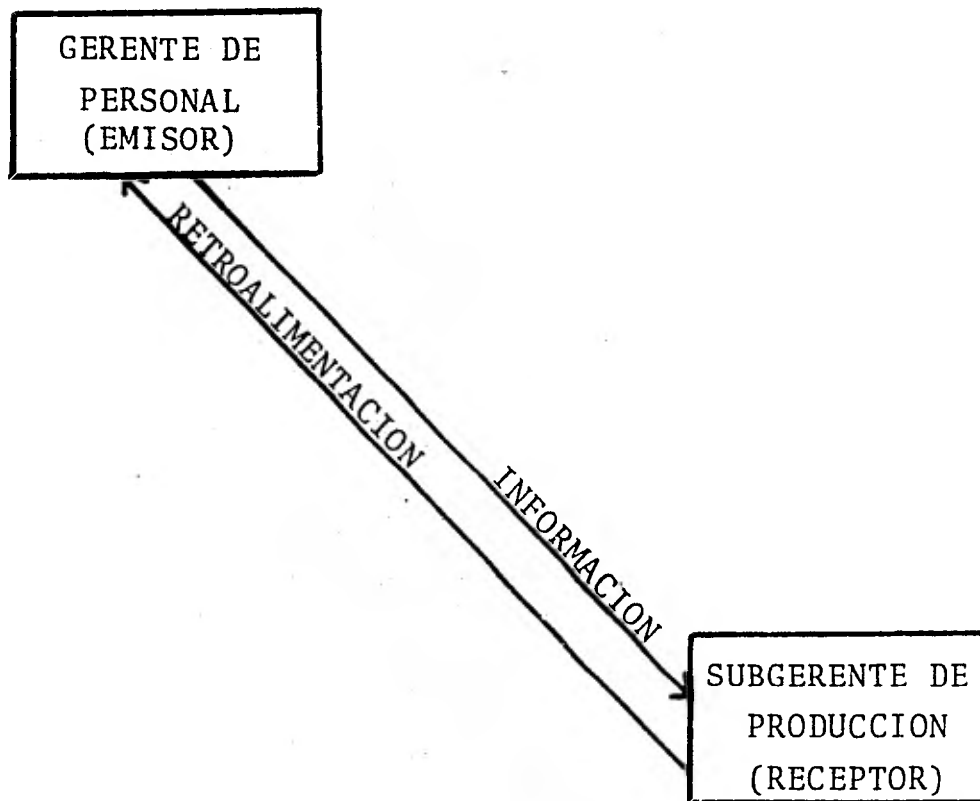 GERENTE DE
PERSONAL
(EMISOR)
RETROALIMENTACION
INFORMACION
SUBGERENTE DE
PRODUCCION
(RECEPTOR)